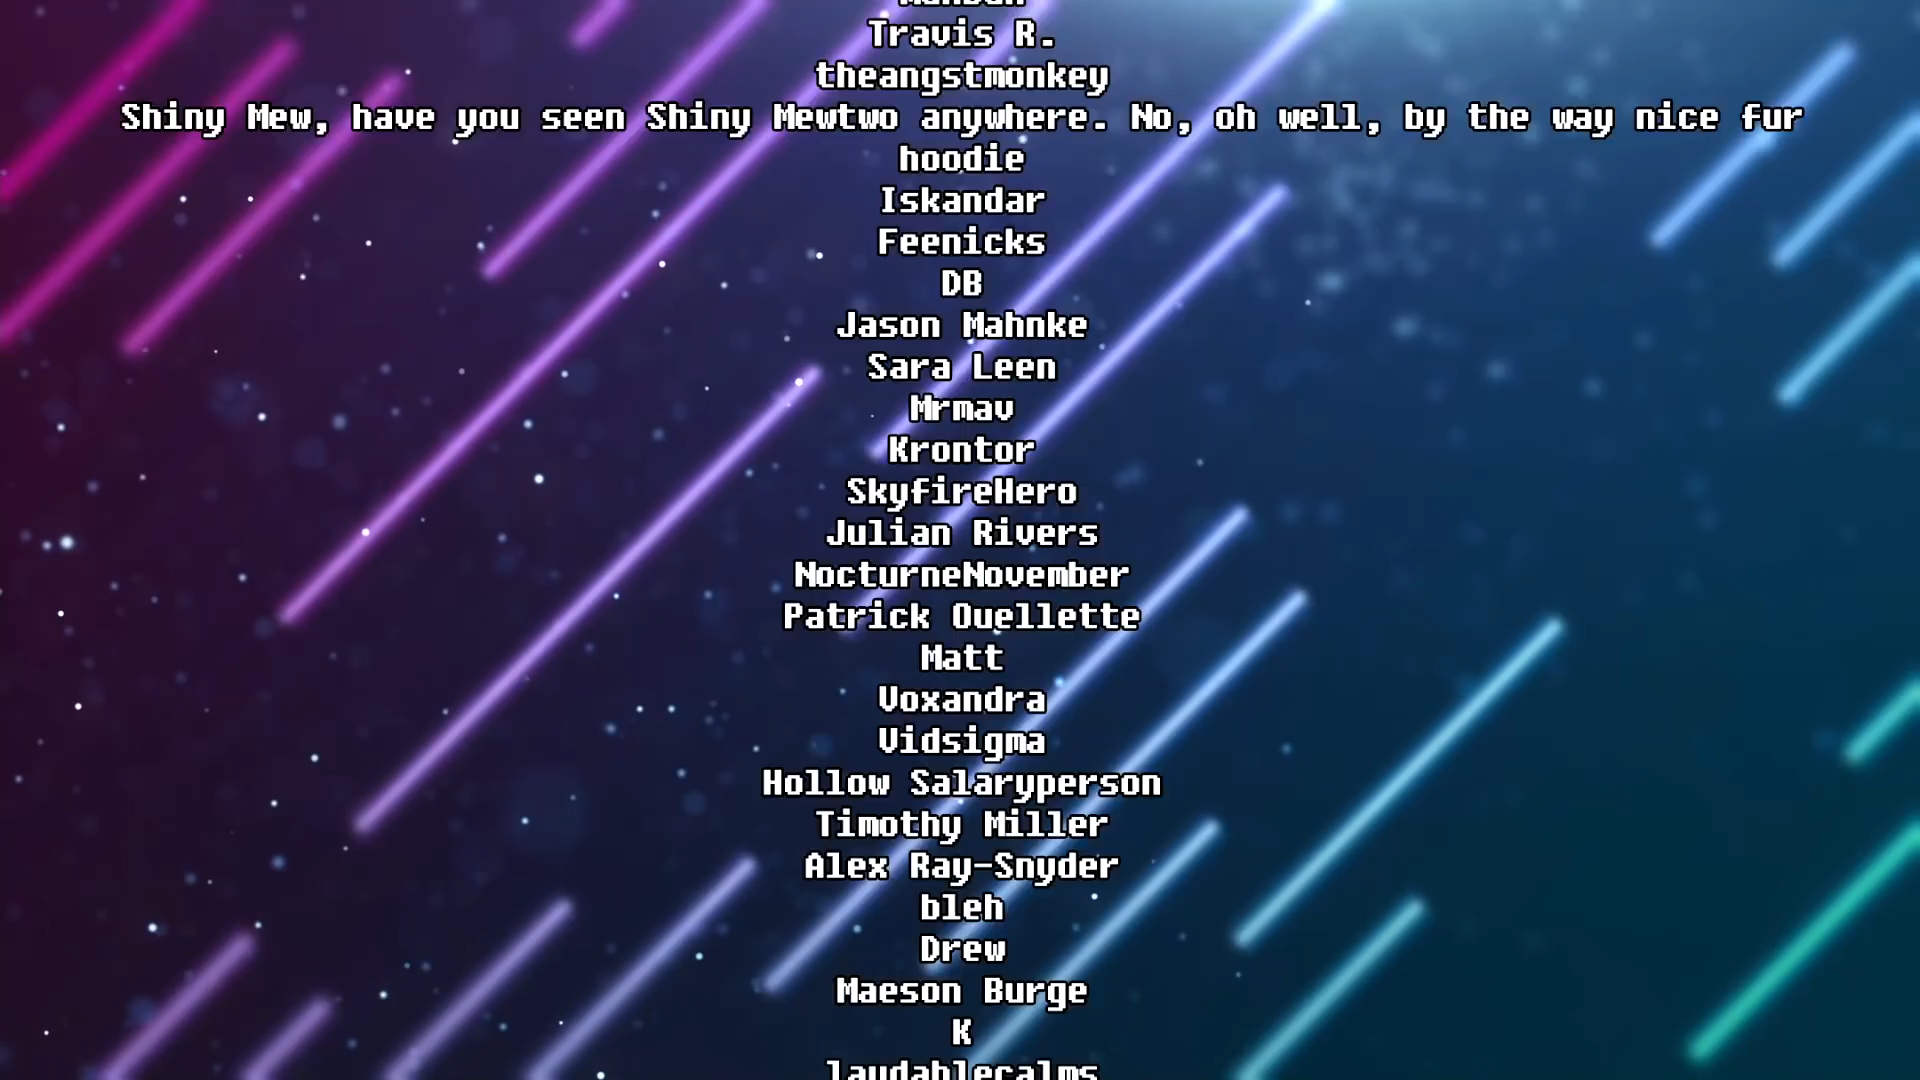 Travis R.
theangstmonkey
Shiny Mew, have you seen Shiny Mewtwo anywhere. No, oh well, by the way nice fur
hoodie
Iskandar
Feenicks
DB
Jason Mahnke
Sara Leen
Mrmav
Krontor
SkyfireHero
Julian Rivers
NocturneNovember
Patrick Ouellette
Matt
Voxandra
Vidsigma
Hollow Salaryperson
Timothy Miller
Alex Ray-Snyder
bleh
Drew
Maeson Burge
K
laudablecalms